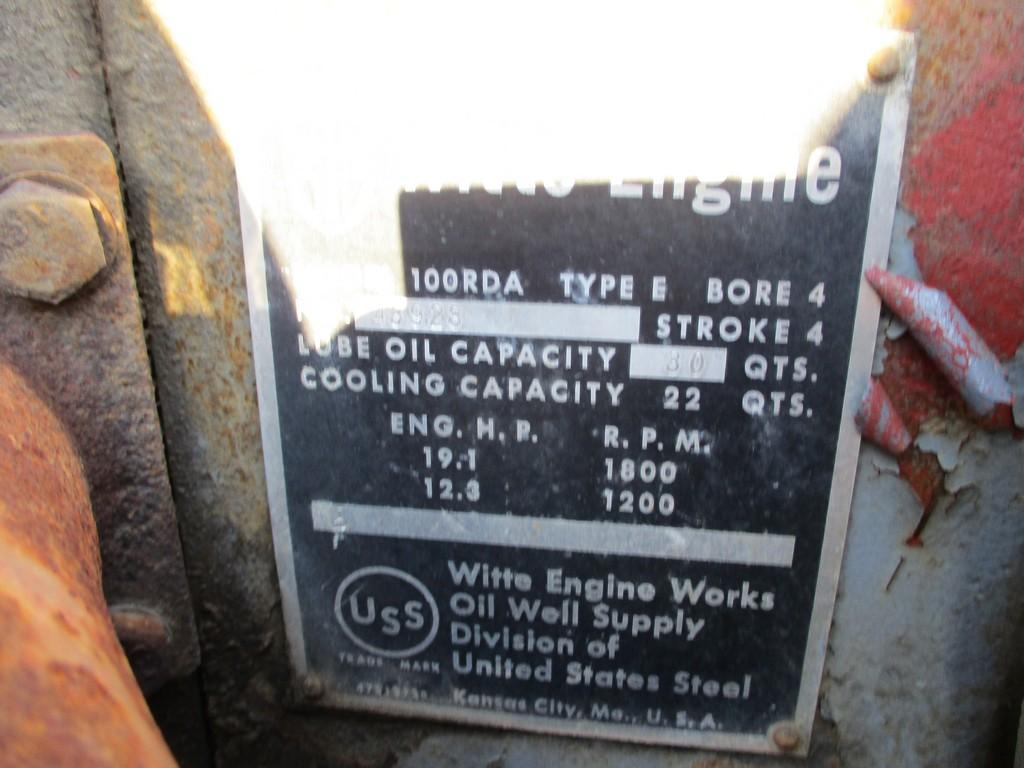 Witte Engine
100RDA TYPE E BORE 4
STROKE 4
LUBE OIL CAPACITY 30 QTS.
COOLING CAPACITY 22 QTS.
ENG. H. P. R. P. M.
19.1 1800
12.3 1200
USS
TRADE MARK
Witte Engine Works
Oil Well Supply
Division of
United States Steel
Kansas City, Mo., U. S. A.